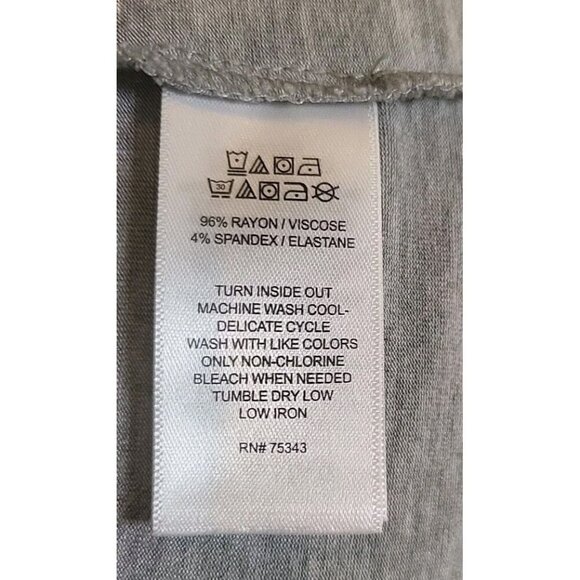 30
96% RAYON / VISCOSE
4% SPANDEX / ELASTANE
TURN INSIDE OUT
MACHINE WASH COOL-
DELICATE CYCLE
WASH WITH LIKE COLORS
ONLY NON-CHLORINE
BLEACH WHEN NEEDED
TUMBLE DRY LOW
LOW IRON
RN# 75343